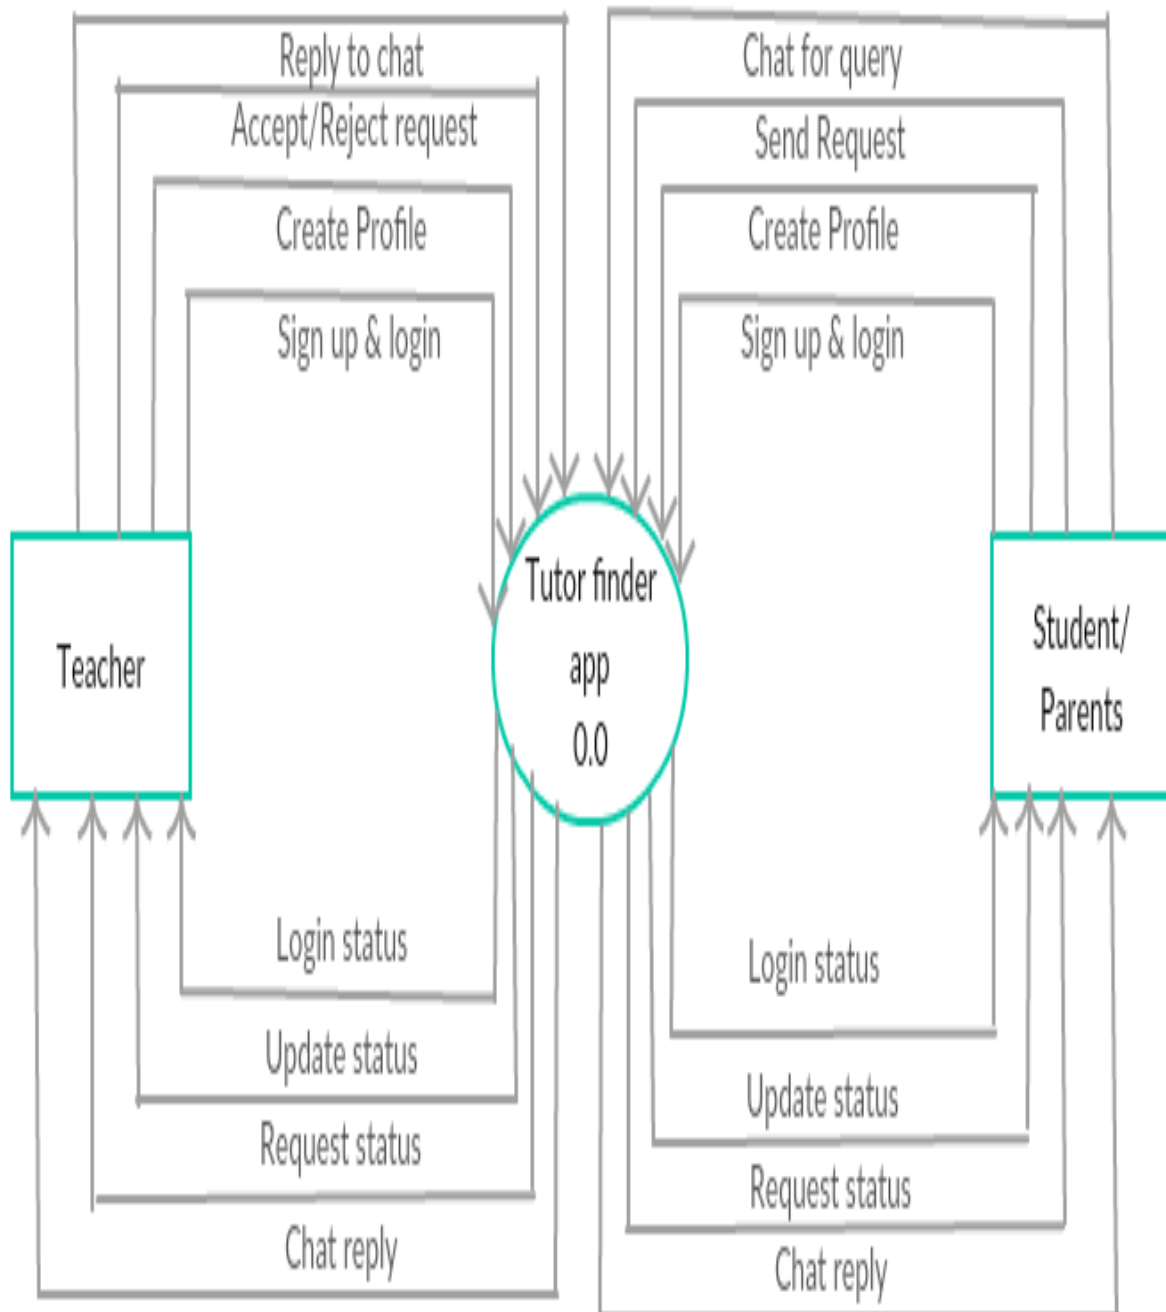 Reply to chat
Accept/Reject request
Create Profile
Sign up & login
Chat for query
Send Request
Create Profile
Sign up & login
Teacher
Tutor finder
app
0.0
Student/
Parents
Login status
Update status
Request status
Chat reply
Login status
Update status
Request status
Chat reply